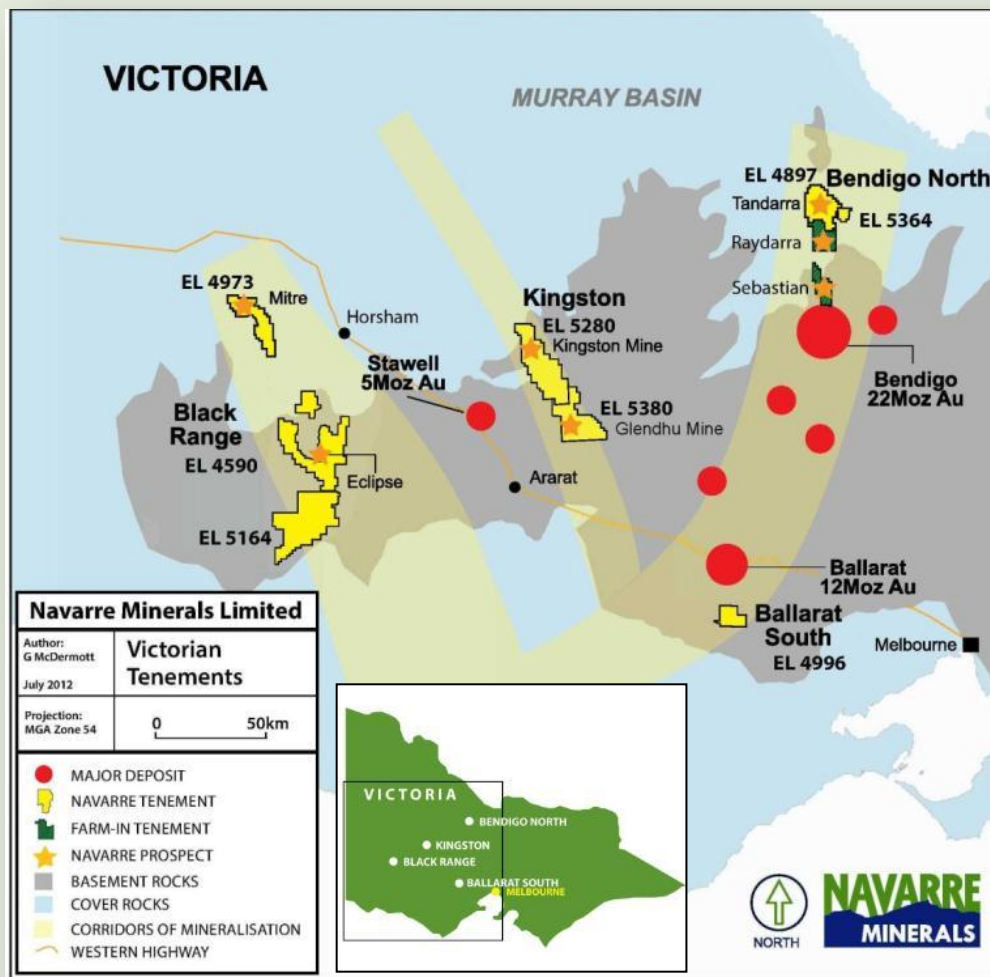 VICTORIA
MURRAY BASIN
EL 4897
Bendigo North
Tandarra
EL 5364
Raydarra
Sebastian
EL 4973
Mitre
Horsham
Kingston
EL 5280
Kingston Mine
Stawell
5Moz Au
Bendigo
22Moz Au
Black
Range
EL 4590
Eclipse
EL 5380
Glendhu Mine
Ararat
EL 5164
Ballarat
12Moz Au
Ballarat
South
EL 4996
Melbourne
Navarre Minerals Limited
Author:
G McDermott
July 2012
Victorian
Tenements
Projection:
MGA Zone 54
0 50km
MAJOR DEPOSIT
NAVARRE TENEMENT
FARM-IN TENEMENT
NAVARRE PROSPECT
BASEMENT ROCKS
COVER ROCKS
CORRIDORS OF MINERALISATION
WESTERN HIGHWAY
VICTORIA
BENDIGO NORTH
KINGSTON
BLACK RANGE
BALLARAT SOUTH
MELBOURNE
NORTH
NAVARRE
MINERALS